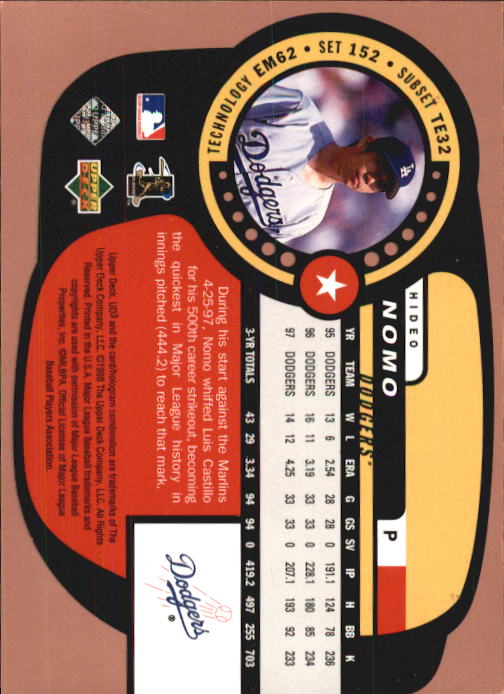 TECHNOLOGY EM62 • SET 152 • SUBSET TE32
HIDEO
NOMO
P
DODGERS
YR TEAM W L ERA G GS SV IP H BB K
95 DODGERS 13 6 2.54 28 28 0 191.1 124 78 236
96 DODGERS 16 11 3.19 33 33 0 228.1 180 85 234
97 DODGERS 14 12 4.25 33 33 0 207.1 193 92 233
3-YR TOTALS 43 29 3.34 94 94 0 419.2 497 255 703
During his start against the Marlins
4-25-97, Nomo whiffed Luis Castillo
for his 500th career strikeout, becoming
the quickest in Major League history in
innings pitched (444.2) to reach that mark.
Dodgers
®
UPPER
DECK
Upper Deck, UD3 and the card/hologram combination are trademarks of The
Upper Deck Company, LLC. ©1998 The Upper Deck Company, LLC. All Rights
Reserved. Printed in the U.S.A. Major League Baseball trademarks and
copyrights are used with permission of Major League Baseball
Properties, Inc. ©MLBPA. Official Licensee of Major League
Baseball Players Association.